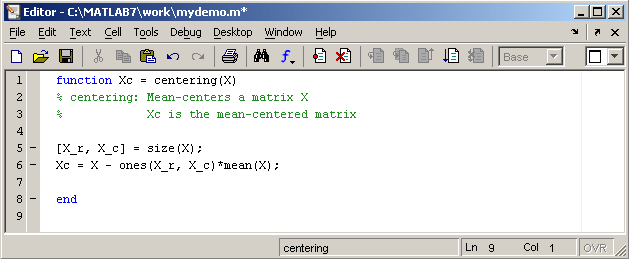 Editor - C:\MATLAB7\work\mydemo.m*
File Edit Text Cell Tools Debug Desktop Window Help
Base
1 function Xc = centering(X)
2 % centering: Mean-centers a matrix X
3 % Xc is the mean-centered matrix
4
5 – [X_r, X_c] = size(X);
6 – Xc = X - ones(X_r, X_c)*mean(X);
7
8 – end
9
centering Ln 9 Col 1 OVR